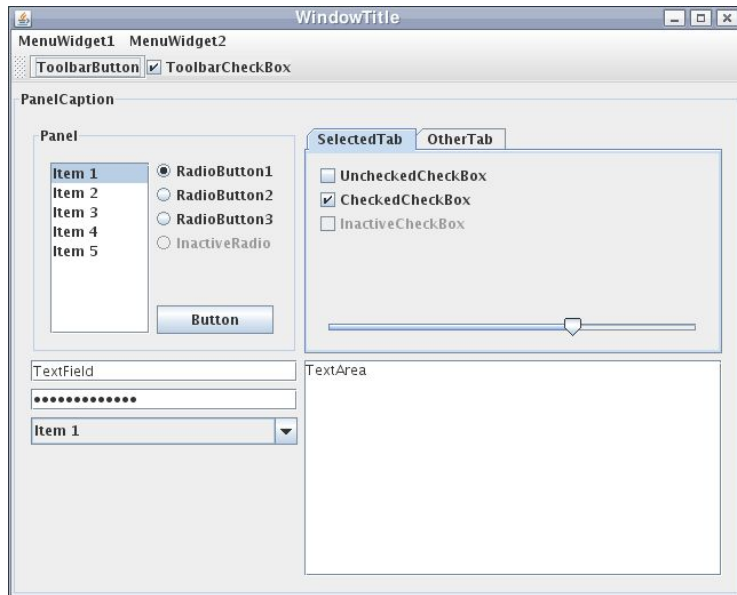 WindowTitle
MenuWidget1 MenuWidget2
ToolbarButton ToolbarCheckBox
PanelCaption
Panel
Item 1
Item 2
Item 3
Item 4
Item 5
RadioButton1
RadioButton2
RadioButton3
InactiveRadio
Button
SelectedTab OtherTab
UncheckedCheckBox
CheckedCheckBox
InactiveCheckBox
TextField
•••••••••••••
Item 1
TextArea